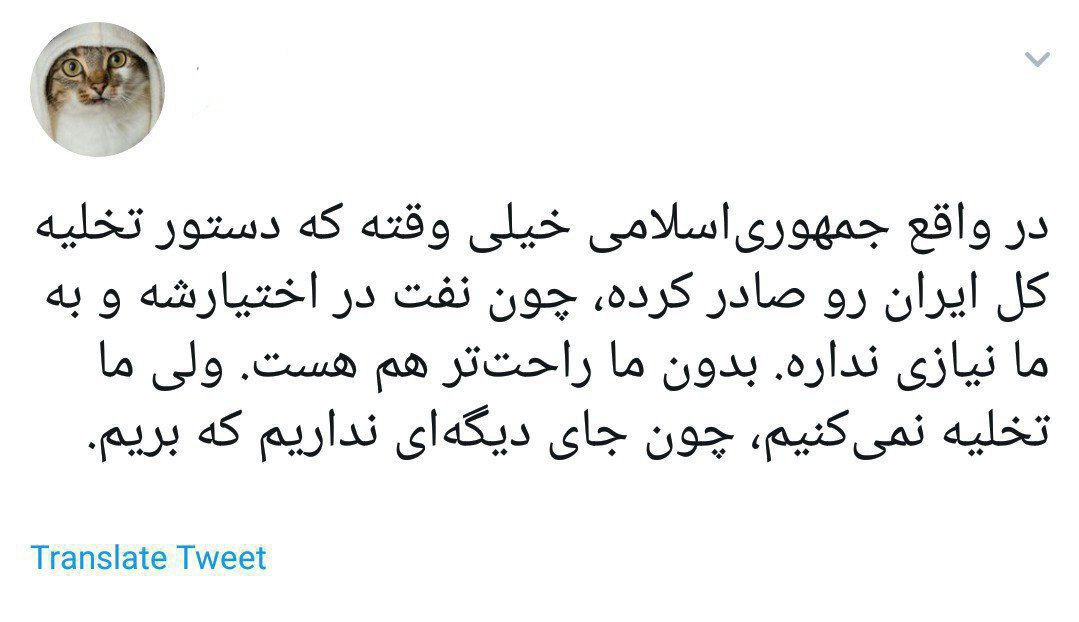 در واقع جمهوری‌اسلامی خیلی وقته که دستور تخلیه
کل ایران رو صادر کرده، چون نفت در اختیارشه و به
ما نیازی نداره. بدون ما راحت‌تر هم هست. ولی ما
تخلیه نمی‌کنیم، چون جای دیگه‌ای نداریم که بریم.
Translate Tweet